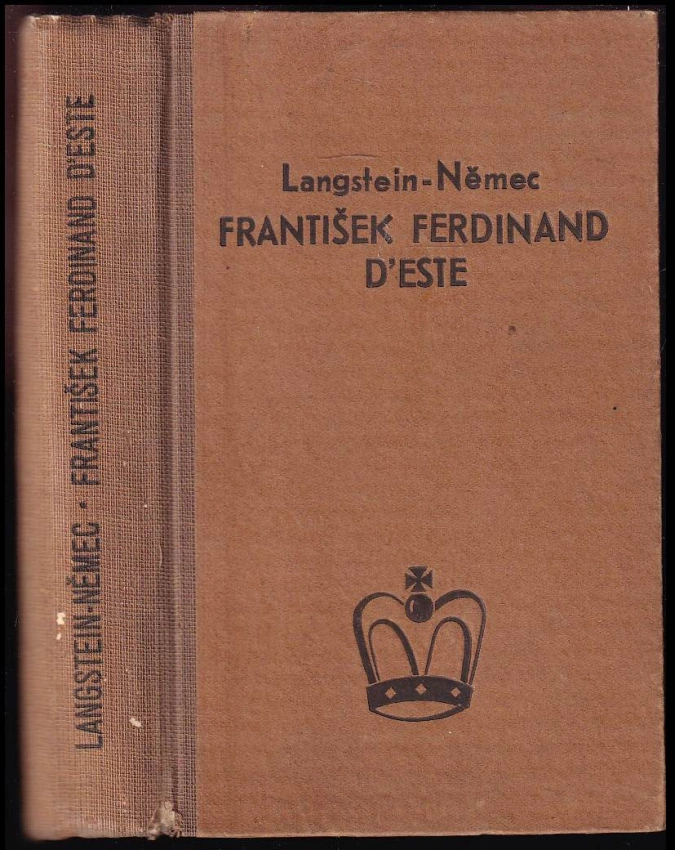 LANGSTEIN-NĚMEC · FRANTIŠEK FERDINAND D'ESTE
Langstein-Němec
FRANTIŠEK FERDINAND
D'ESTE